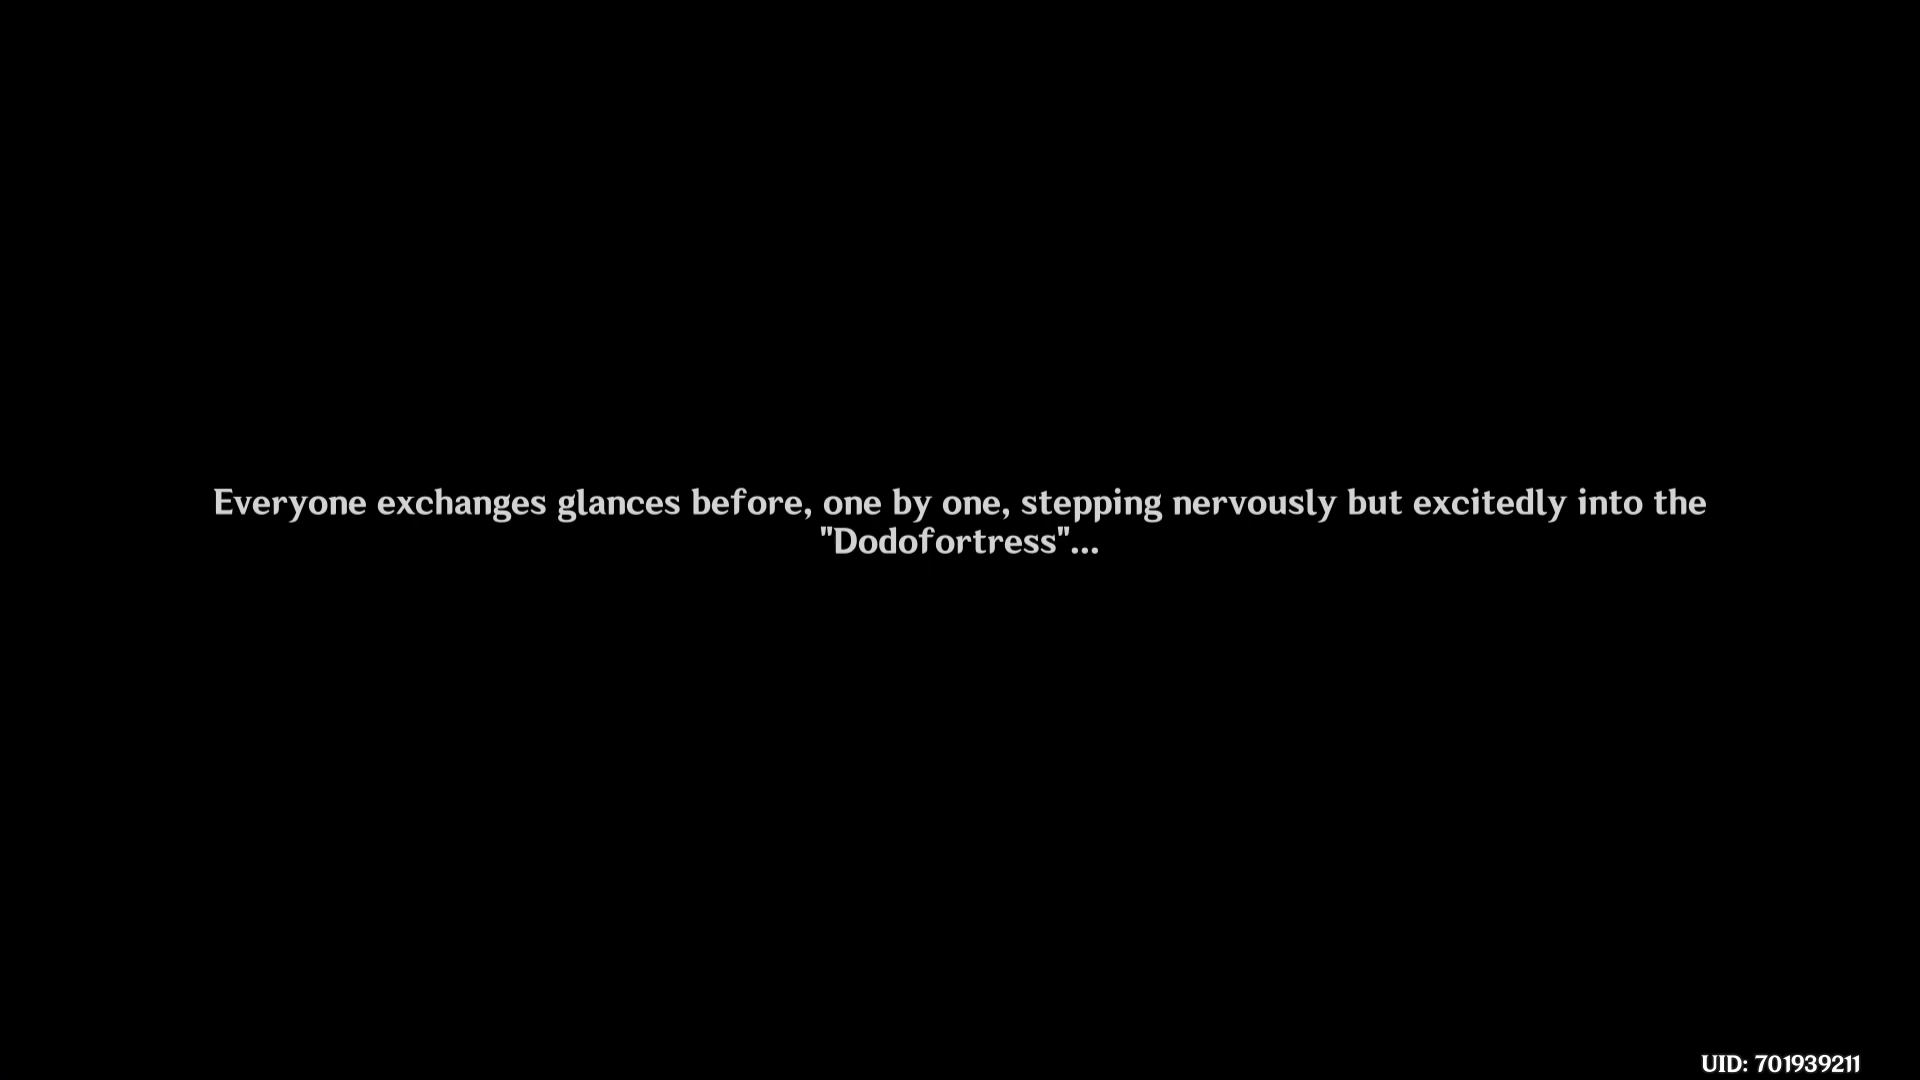 Everyone exchanges glances before, one by one, stepping nervously but excitedly into the
"Dodofortress"...
UID: 701939211